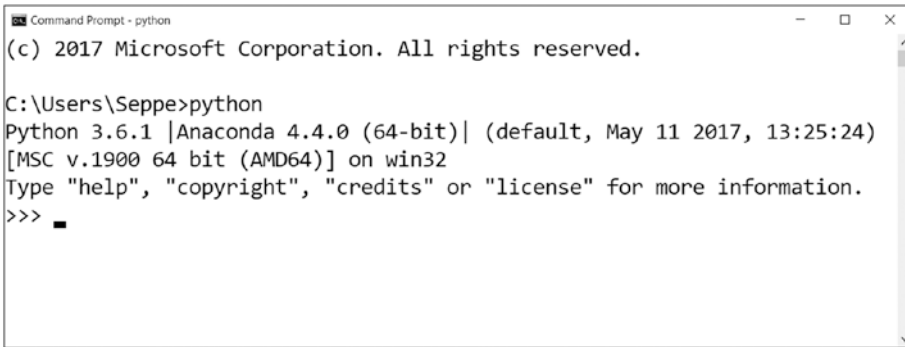 Command Prompt - python
(c) 2017 Microsoft Corporation. All rights reserved.
C:\Users\Seppe>python
Python 3.6.1 |Anaconda 4.4.0 (64-bit)| (default, May 11 2017, 13:25:24)
[MSC v.1900 64 bit (AMD64)] on win32
Type "help", "copyright", "credits" or "license" for more information.
>>>